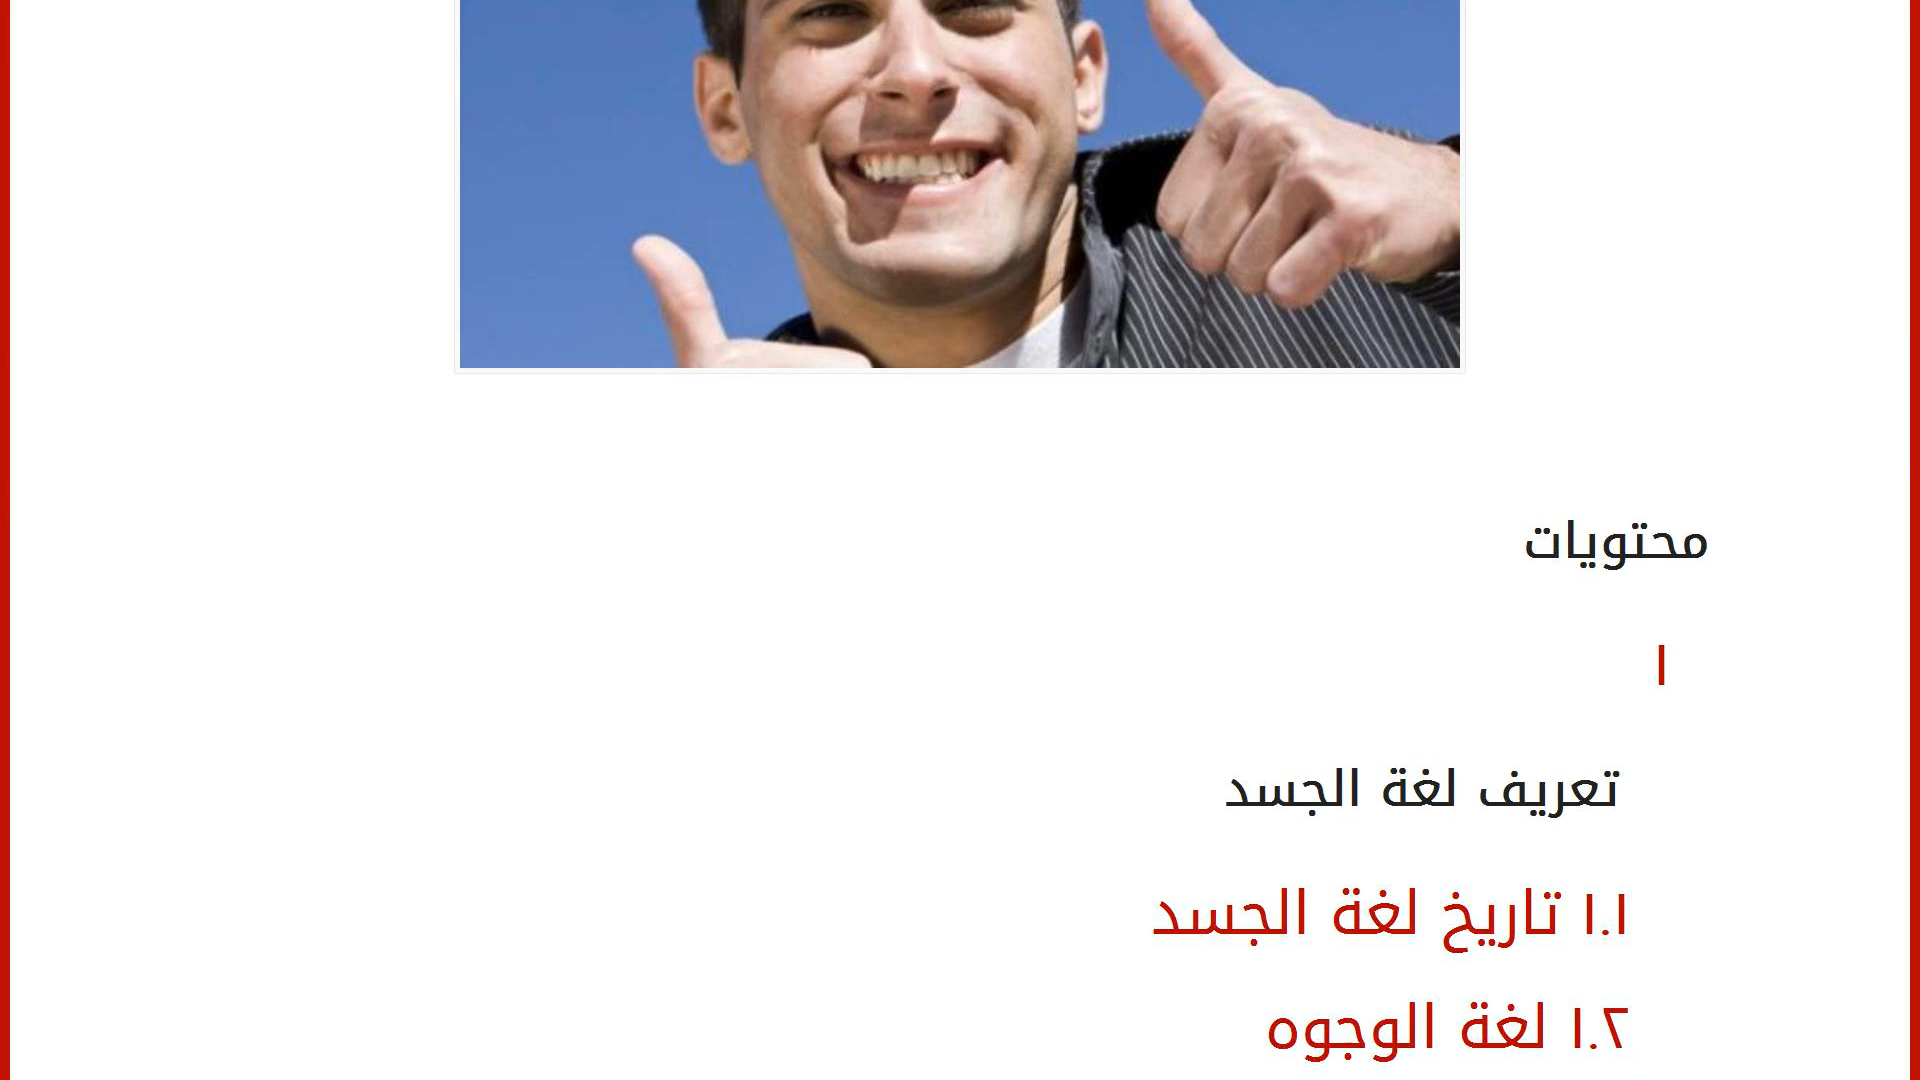 محتويات
١
تعريف لغة الجسد
١.١ تاريخ لغة الجسد
١.٢ لغة الوجوه